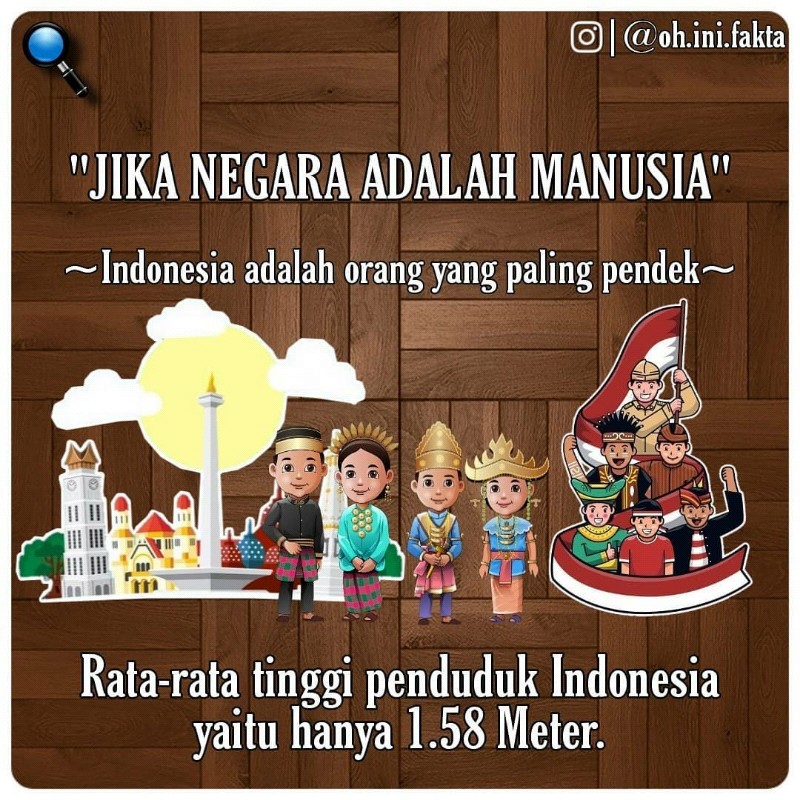 | @oh.ini.fakta
"JIKA NEGARA ADALAH MANUSIA"
~Indonesia adalah orang yang paling pendek~
Rata-rata tinggi penduduk Indonesia
yaitu hanya 1.58 Meter.